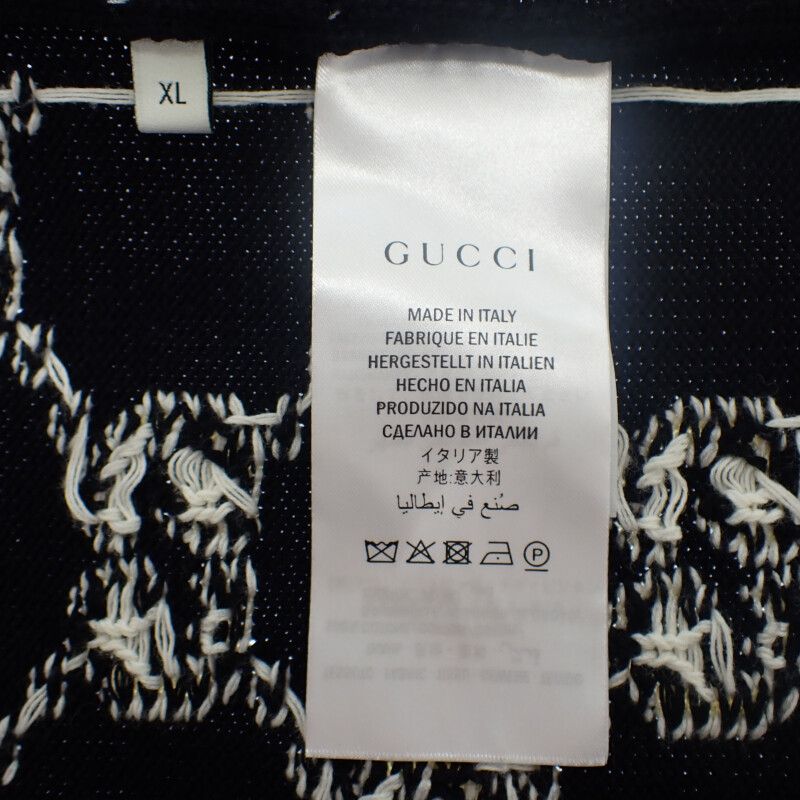 XL
GUCCI
MADE IN ITALY
FABRIQUE EN ITALIE
HERGESTELLT IN ITALIEN
HECHO EN ITALIA
PRODUZIDO NA ITALIA
СДЕЛАНО В ИТАЛИИ
イタリア製
产地:意大利
صُنع في إيطاليا
P